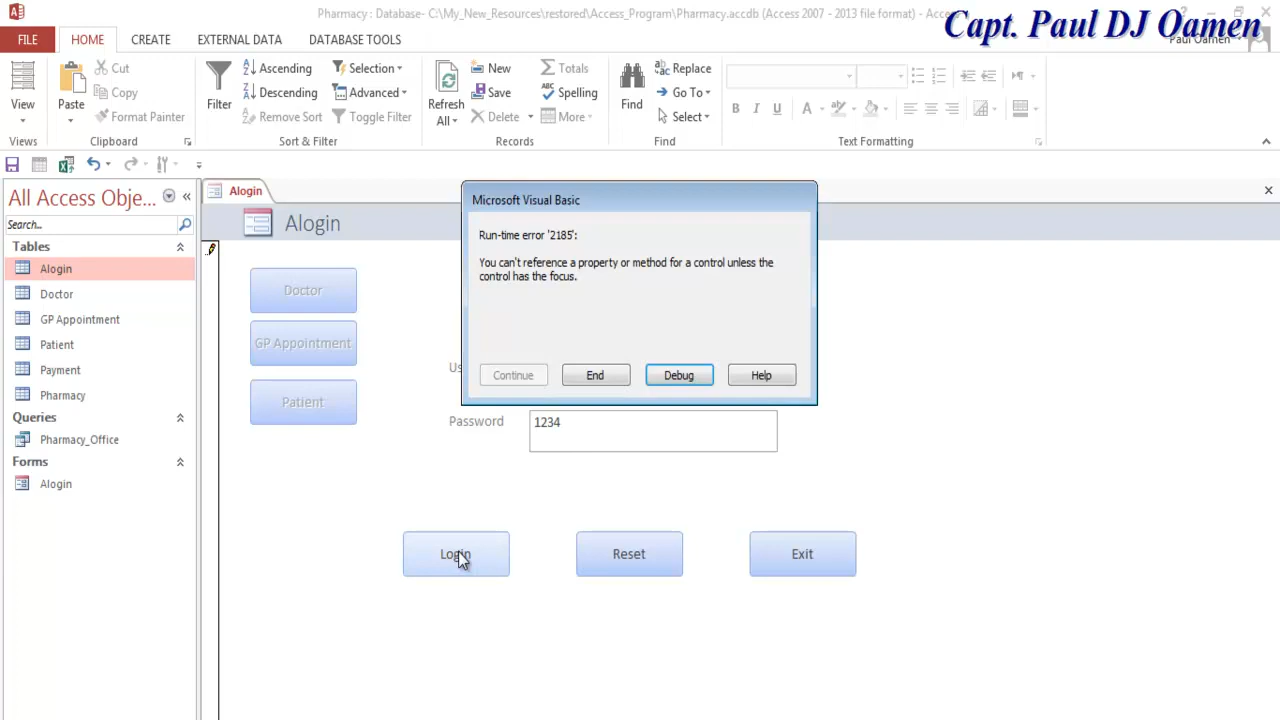 Pharmacy : Database- C:\My_New_Resources\restored\Access_Program\Pharmacy.accdb (Access 2007 - 2013 file format) - Acce
Capt. Paul DJ Oamen
FILE HOME CREATE EXTERNAL DATA DATABASE TOOLS Paul Oamen
View
Views
Paste
Cut
Copy
Format Painter
Clipboard
Filter
Ascending
Descending
Remove Sort
Selection
Advanced
Toggle Filter
Sort & Filter
Refresh
All
New
Save
Delete
Totals
Spelling
More
Records
Find
Replace
Go To
Select
Find
B I U A
Text Formatting
All Access Obje...
Search...
Tables
Alogin
Doctor
GP Appointment
Patient
Payment
Pharmacy
Queries
Pharmacy_Office
Forms
Alogin
Alogin
Alogin
Doctor
GP Appointment
Patient
Us
Password 1234
Login Reset Exit
Microsoft Visual Basic
Run-time error '2185':
You can't reference a property or method for a control unless the
control has the focus.
Continue End Debug Help